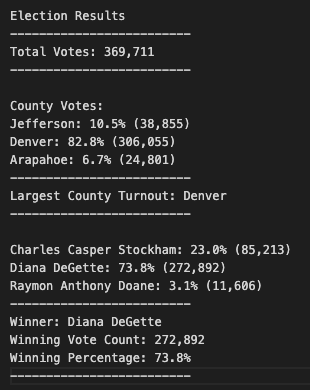 Election Results
-------------------------
Total Votes: 369,711
-------------------------
County Votes:
Jefferson: 10.5% (38,855)
Denver: 82.8% (306,055)
Arapahoe: 6.7% (24,801)
-------------------------
Largest County Turnout: Denver
-------------------------
Charles Casper Stockham: 23.0% (85,213)
Diana DeGette: 73.8% (272,892)
Raymon Anthony Doane: 3.1% (11,606)
-------------------------
Winner: Diana DeGette
Winning Vote Count: 272,892
Winning Percentage: 73.8%
-------------------------